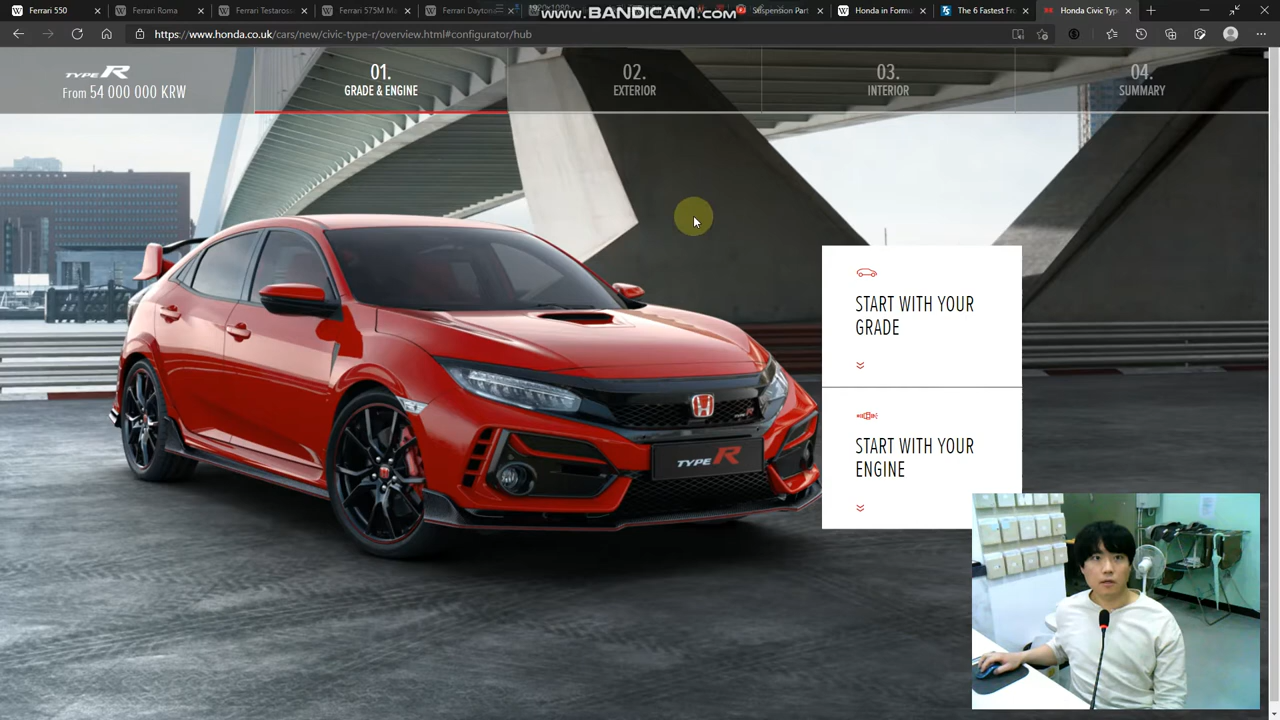 Ferrari 550
Ferrari Roma
Ferrari Testaros
Ferrari 575M Ma
Ferrari Dayton
www.BANDICAM.com
Suspension Part
Honda in Formu
The 6 Fastest Fr
Honda Civic Typ
https://www.honda.co.uk/cars/new/civic-type-r/overview.html#configurator/hub
TYPE R
From 54 000 000 KRW
01.
GRADE & ENGINE
02.
EXTERIOR
03.
INTERIOR
04.
SUMMARY
START WITH YOUR
GRADE
START WITH YOUR
ENGINE
TYPE R